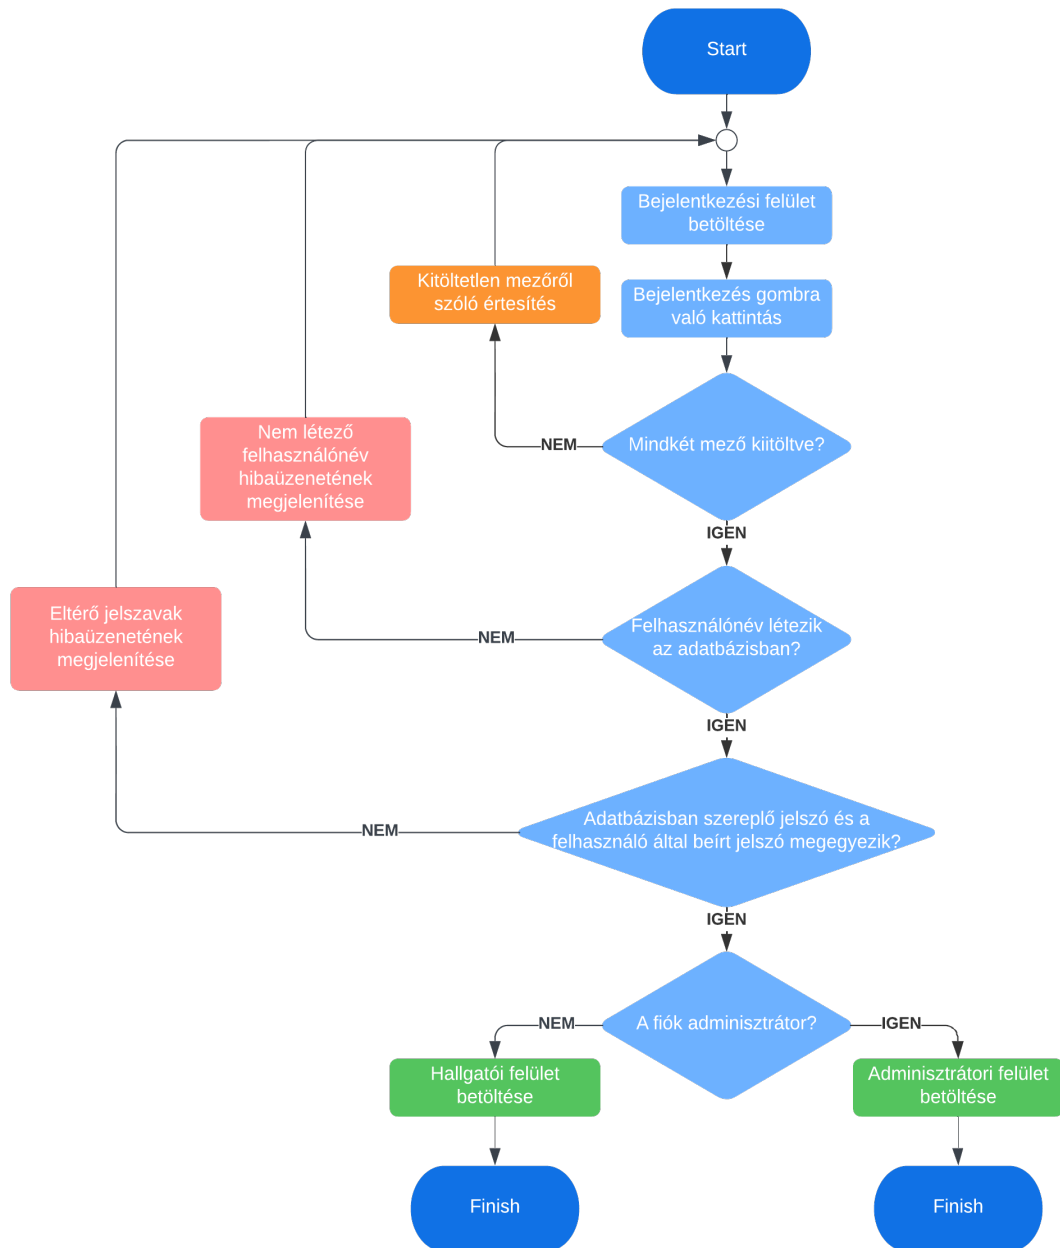 Start
Bejelentkezési felület
betöltése
Kitöltetlen mezőről
szóló értesítés
Bejelentkezés gombra
való kattintás
Nem létező
felhasználónév
hibaüzenetének
megjelenítése
NEM
Mindkét mező kiitöltve?
IGEN
Eltérő jelszavak
hibaüzenetének
megjelenítése
NEM
Felhasználónév létezik
az adatbázisban?
IGEN
NEM
Adatbázisban szereplő jelszó és a
felhasználó által beírt jelszó megegyezik?
IGEN
NEM
A fiók adminisztrátor?
IGEN
Hallgatói felület
betöltése
Adminisztrátori felület
betöltése
Finish
Finish